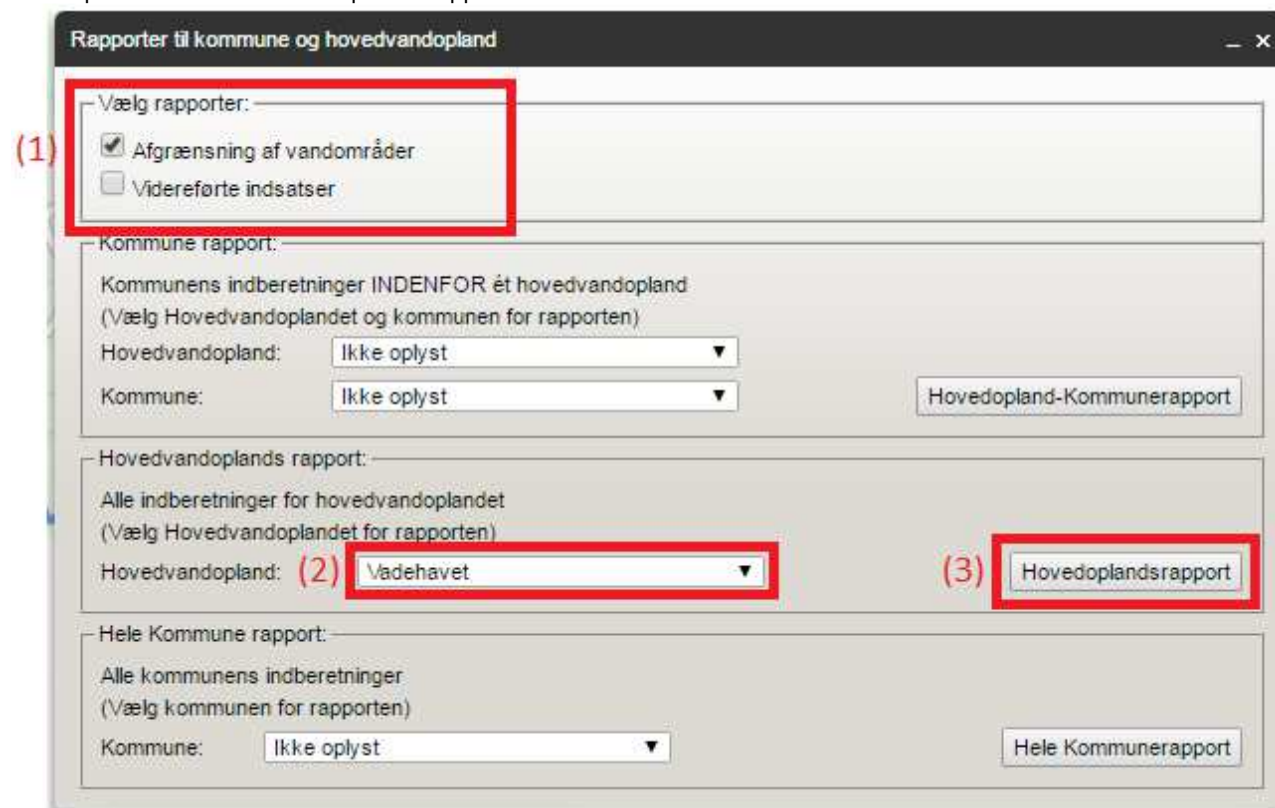 Rapporter til kommune og hovedvandopland
Vælg rapporter:
(1)
Afgrænsning af vandområder
Videreførte indsatser
Kommune rapport:
Kommunens indberetninger INDENFOR ét hovedvandopland
(Vælg Hovedvandoplandet og kommunen for rapporten)
Hovedvandopland: Ikke oplyst
Kommune: Ikke oplyst Hovedopland-Kommunerapport
Hovedvandoplands rapport:
Alle indberetninger for hovedvandoplandet
(Vælg Hovedvandoplandet for rapporten)
Hovedvandopland: (2) Vadehavet (3) Hovedoplandsrapport
Hele Kommune rapport:
Alle kommunens indberetninger
(Vælg kommunen for rapporten)
Kommune: Ikke oplyst Hele Kommunerapport